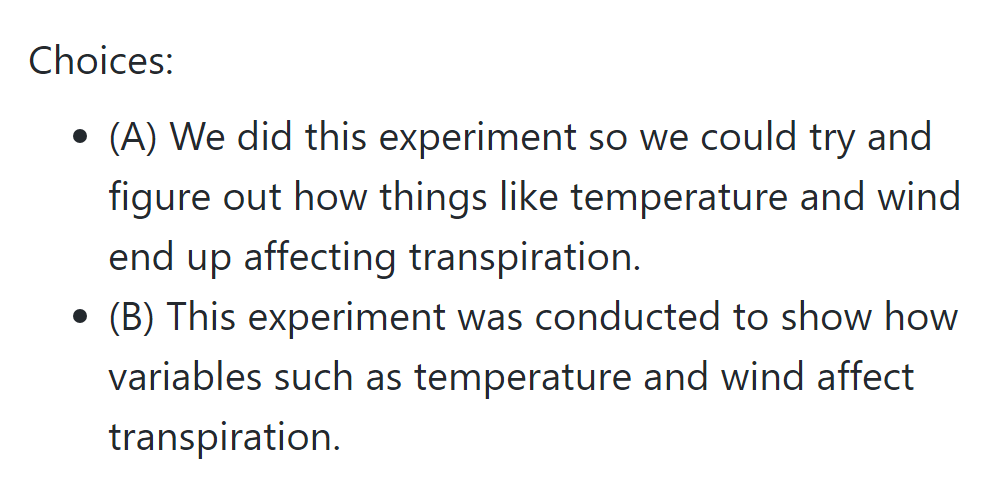 Choices:
• (A) We did this experiment so we could try and
figure out how things like temperature and wind
end up affecting transpiration.
• (B) This experiment was conducted to show how
variables such as temperature and wind affect
transpiration.